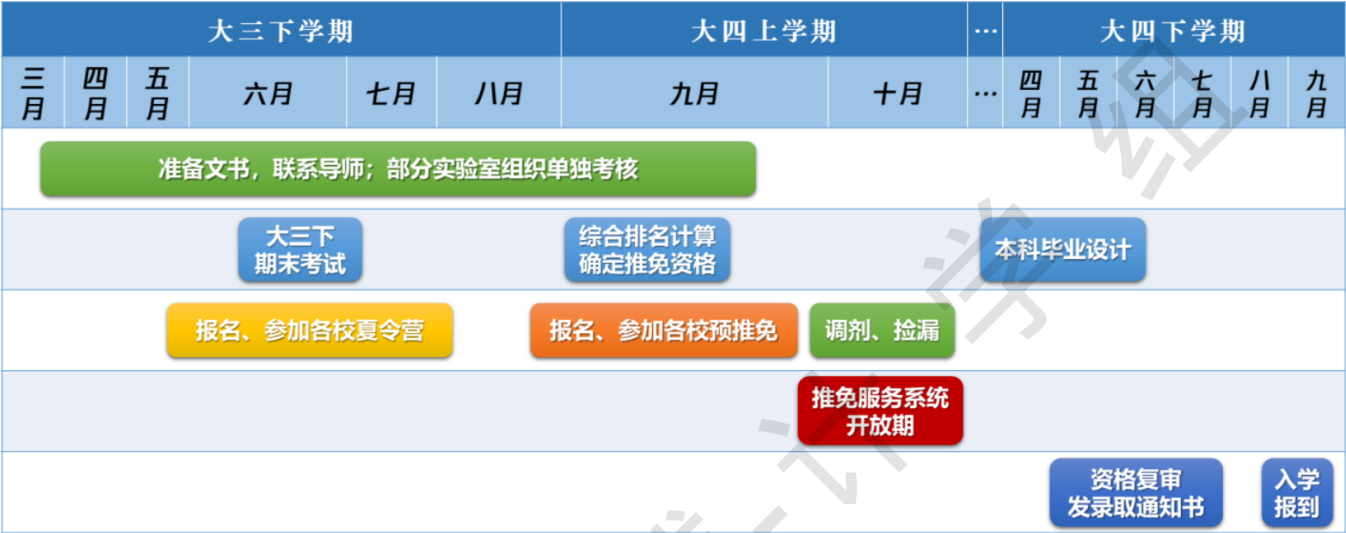 大三下学期 大四上学期 … 大四下学期
三月 四月 五月 六月 七月 八月 九月 十月 … 四月 五月 六月 七月 八月 九月
准备文书，联系导师；部分实验室组织单独考核
大三下
期末考试
综合排名计算
确定推免资格
本科毕业设计
报名、参加各校夏令营
报名、参加各校预推免
调剂、捡漏
推免服务系统
开放期
资格复审
发录取通知书
入学
报到
计 学 组